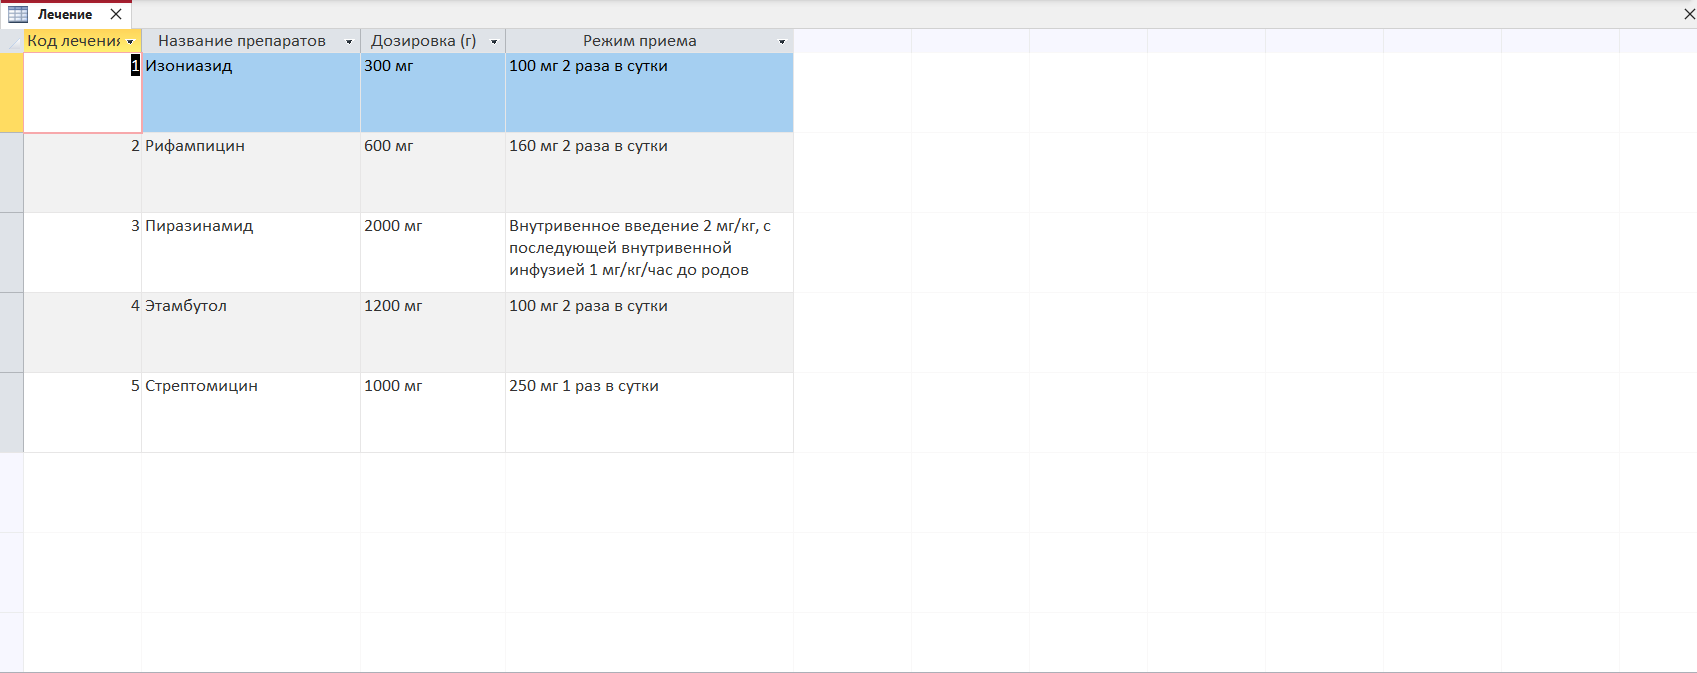 Лечение
Код лечения Название препаратов Дозировка (г) Режим приема
1 Изониазид 300 мг 100 мг 2 раза в сутки
2 Рифампицин 600 мг 160 мг 2 раза в сутки
3 Пиразинамид 2000 мг Внутривенное введение 2 мг/кг, с
последующей внутривенной
инфузией 1 мг/кг/час до родов
4 Этамбутол 1200 мг 100 мг 2 раза в сутки
5 Стрептомицин 1000 мг 250 мг 1 раз в сутки